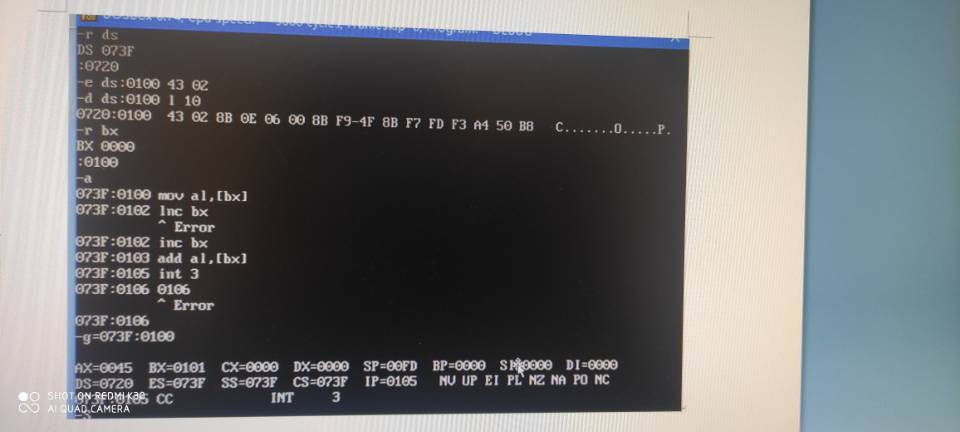 -r ds
DS 073F
:0720
-e ds:0100 43 02
-d ds:0100 l 10
0720:0100 43 02 8B 0E 06 00 8B F9-4F 8B F7 FD F3 A4 50 B8 C.......O.....P.
-r bx
BX 0000
:0100
-a
073F:0100 mov al,[bx]
073F:0102 lnc bx
^ Error
073F:0102 inc bx
073F:0103 add al,[bx]
073F:0105 int 3
073F:0106 0106
^ Error
073F:0106
-g=073F:0100
AX=0045 BX=0101 CX=0000 DX=0000 SP=00FD BP=0000 SI=0000 DI=0000
DS=0720 ES=073F SS=073F CS=073F IP=0105 NV UP EI PL NZ NA PO NC
073F:0105 CC INT 3
SHOT ON REDMI K30
AI QUAD CAMERA